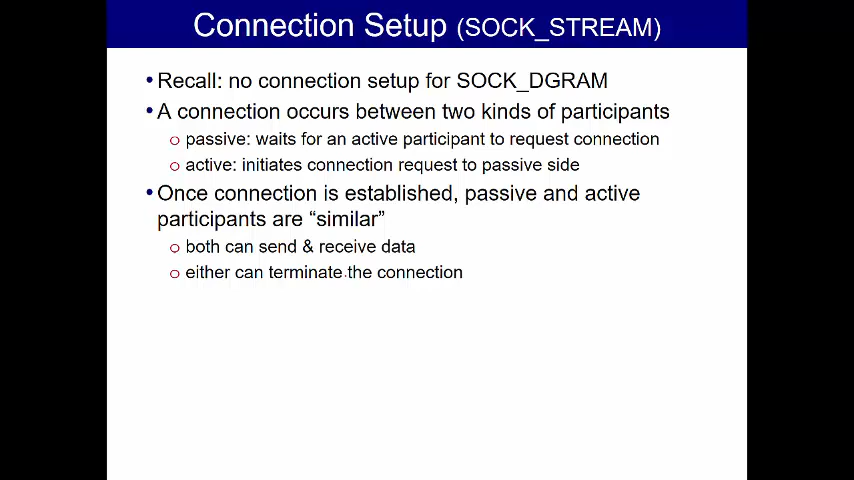 Connection Setup (SOCK_STREAM)
•Recall: no connection setup for SOCK_DGRAM
•A connection occurs between two kinds of participants
o passive: waits for an active participant to request connection
o active: initiates connection request to passive side
•Once connection is established, passive and active
participants are “similar”
o both can send & receive data
o either can terminate the connection